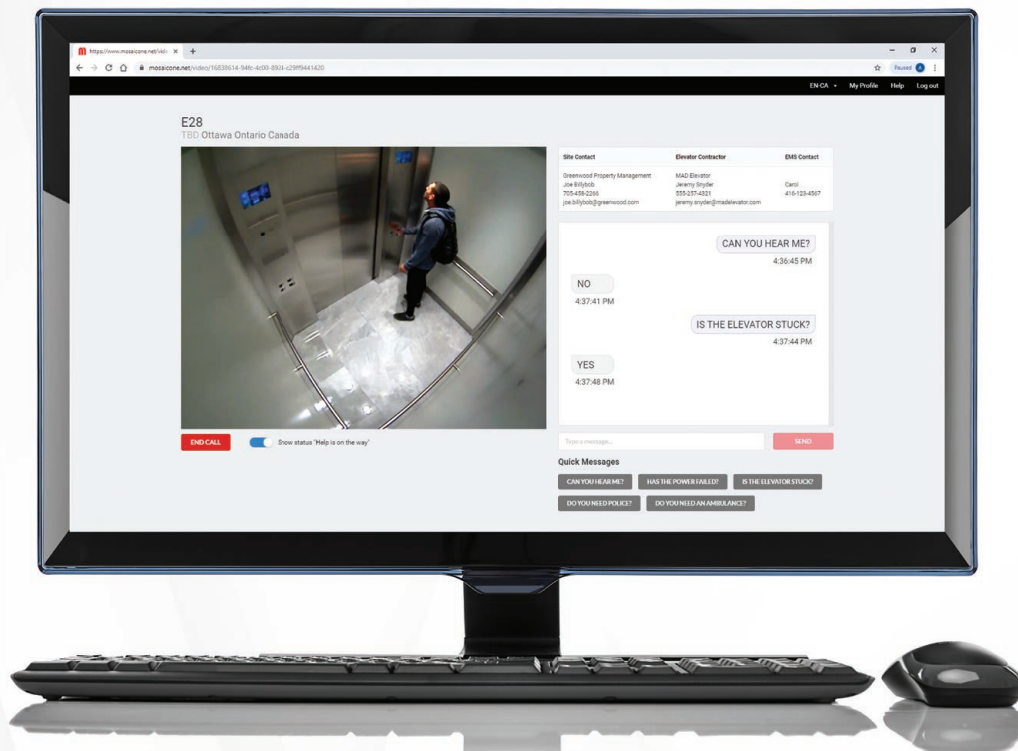 https://www.mosaicone.net/vide
mosaicone.net/video/
Paused
EN-CA My Profile Help Log out
E28
TBD Ottawa Ontario Canada
Site Contact Elevator Contractor EMS Contact
Greenwood Property Management MAD Elevator
Joe Billybob Jeremy Snyder Carol
705-458-2266 555-257-4321 416-123-4567
joe.billybob@greenwood.com jeremy snyder@madelevator.com
CAN YOU HEAR ME?
4:36:45 PM
NO
4:37:41 PM
IS THE ELEVATOR STUCK?
4:37:44 PM
YES
4:37:48 PM
END CALL
Show status "Help is on the way"
Type a message...
SEND
Quick Messages
CAN YOU HEAR ME? HAS THE POWER FAILED? IS THE ELEVATOR STUCK?
DO YOU NEED POLICE? DO YOU NEED AN AMBULANCE?